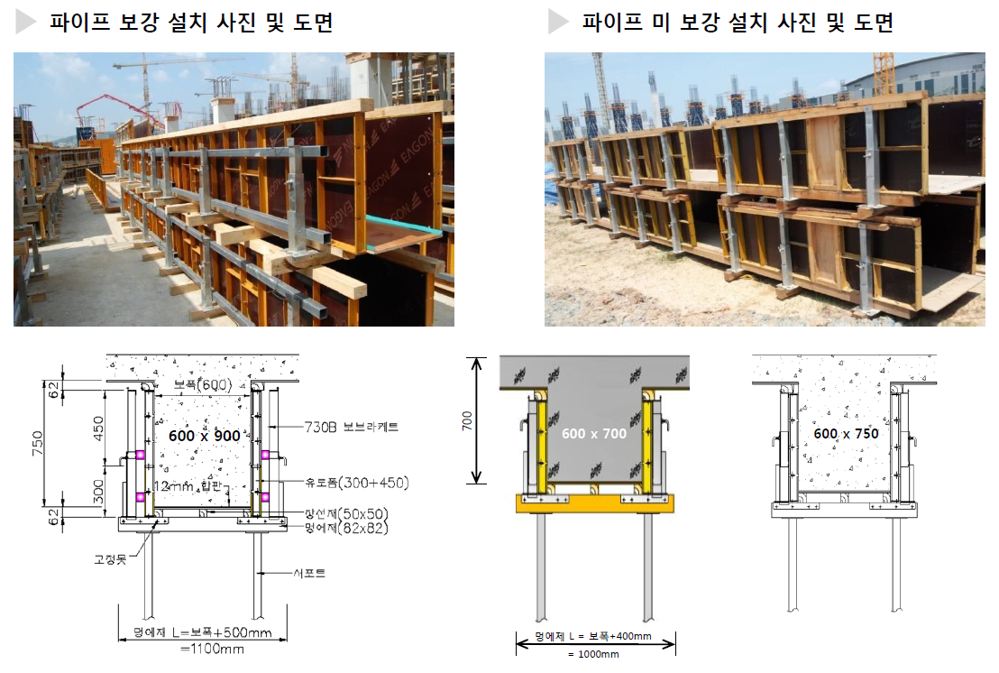 파이프 보강 설치 사진 및 도면
파이프 미 보강 설치 사진 및 도면
EAGON
EAGON
62
보폭(600)
750
450
730B 보브라케트
600 x 900
유로폼(300+450)
300
12mm 합판
장선재(50x50)
62
멍에재(82x82)
고정못
서포트
멍에재 L=보폭+500mm
=1100mm
700
600 x 700
멍에제 L = 보폭+400mm
= 1000mm
600 x 750